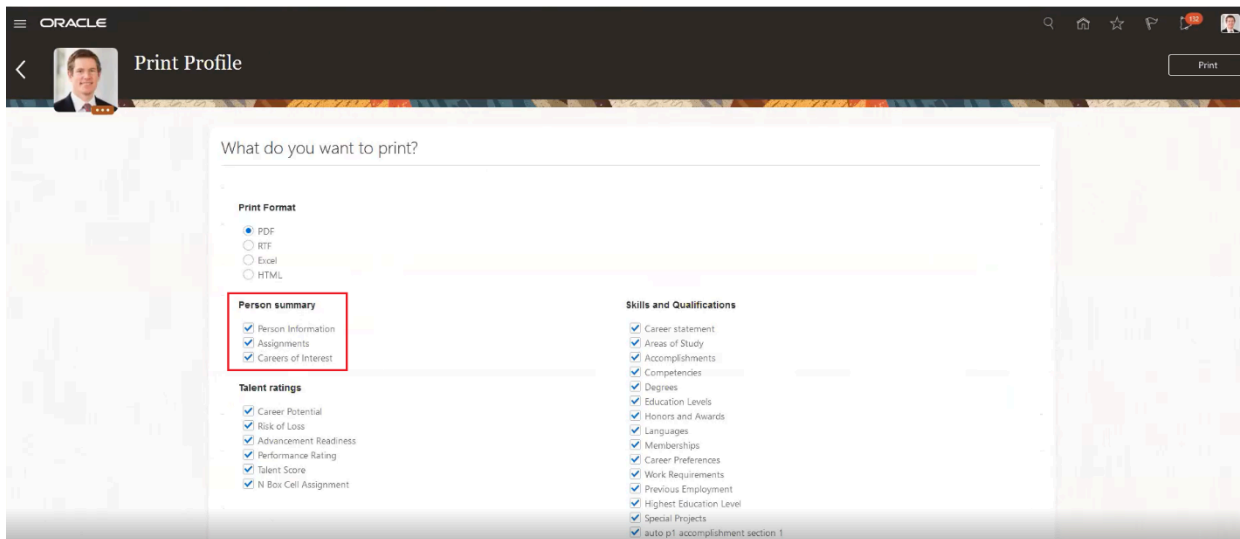 ORACLE
132
Print Profile
Print
What do you want to print?
Print Format
PDF
RTF
Excel
HTML
Person summary
Person Information
Assignments
Careers of Interest
Talent ratings
Career Potential
Risk of Loss
Advancement Readiness
Performance Rating
Talent Score
N Box Cell Assignment
Skills and Qualifications
Career statement
Areas of Study
Accomplishments
Competencies
Degrees
Education Levels
Honors and Awards
Languages
Memberships
Career Preferences
Work Requirements
Previous Employment
Highest Education Level
Special Projects
auto p1 accomplishment section 1